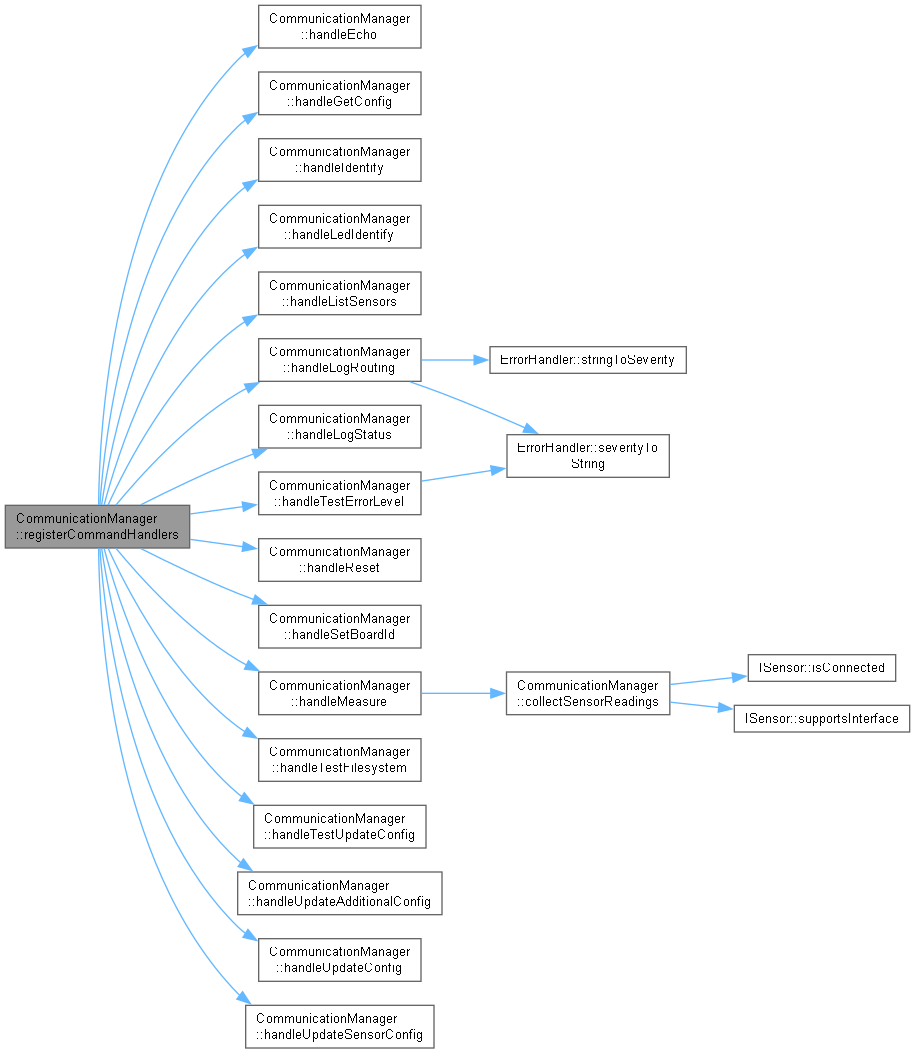 CommunicationManager
::handleEcho
CommunicationManager
::handleGetConfig
CommunicationManager
::handleIdentify
CommunicationManager
::handleLedIdentify
CommunicationManager
::handleListSensors
CommunicationManager
::handleLogRouting
ErrorHandler::stringToSeverity
CommunicationManager
::handleLogStatus
ErrorHandler::severityTo
String
CommunicationManager
::handleTestErrorLevel
CommunicationManager
::registerCommandHandlers
CommunicationManager
::handleReset
CommunicationManager
::handleSetBoardId
CommunicationManager
::handleMeasure
CommunicationManager
::collectSensorReadings
ISensor::isConnected
ISensor::supportsInterface
CommunicationManager
::handleTestFilesystem
CommunicationManager
::handleTestUpdateConfig
CommunicationManager
::handleUpdateAdditionalConfig
CommunicationManager
::handleUpdateConfig
CommunicationManager
::handleUpdateSensorConfig